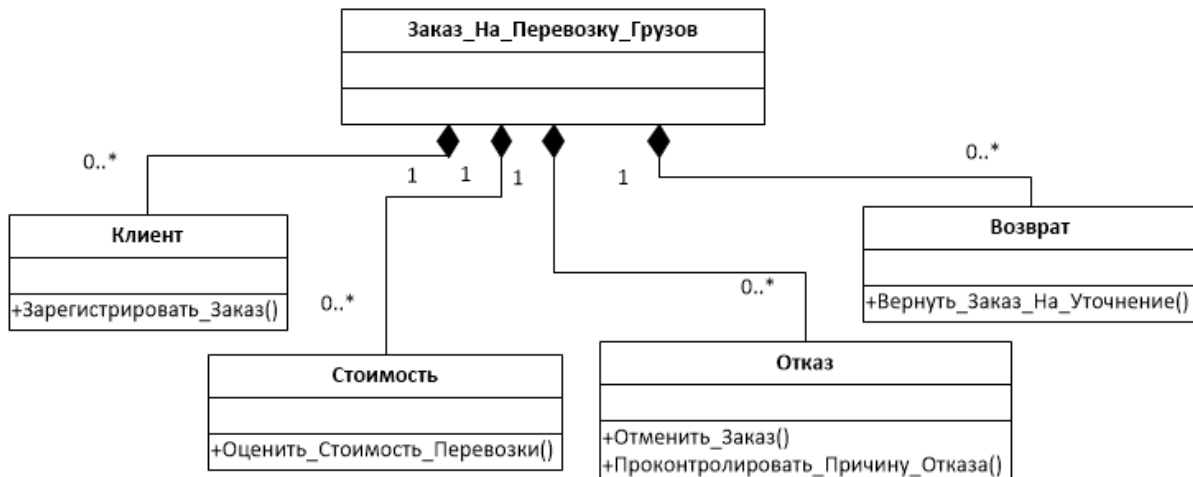 Заказ_На_Перевозку_Грузов
0..*
1
1
1
1
0..*
Клиент
+Зарегистрировать_Заказ()
Возврат
+Вернуть_Заказ_На_Уточнение()
0..*
0..*
Стоимость
+Оценить_Стоимость_Перевозки()
Отказ
+Отменить_Заказ()
+Проконтролировать_Причину_Отказа()